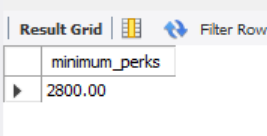 Result Grid Filter Row
minimum_perks
2800.00